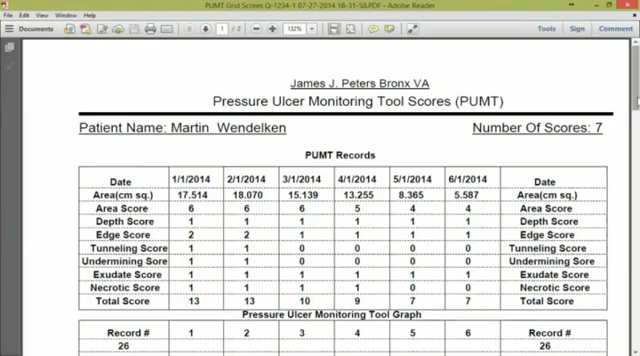 PUMT Grid Scores Q-1234-1 07-27-2014 18-31-58.PDF - Adobe Reader
File Edit View Window Help
Documents 1 / 2 132% Tools Sign Comment
James J. Peters Bronx VA
Pressure Ulcer Monitoring Tool Scores (PUMT)
Patient Name: Martin Wendelken Number Of Scores: 7
PUMT Records
Date 1/1/2014 2/1/2014 3/1/2014 4/1/2014 5/1/2014 6/1/2014 Date
Area(cm sq.) 17.514 18.070 15.139 13.255 8.365 5.587 Area(cm sq.)
Area Score 6 6 6 5 4 4 Area Score
Depth Score 1 1 1 1 1 1 Depth Score
Edge Score 2 2 1 1 1 1 Edge Score
Tunneling Score 1 1 0 0 0 0 Tunneling Score
Undermining Sore 1 1 0 0 0 0 Undermining Sore
Exudate Score 1 1 1 1 1 1 Exudate Score
Necrotic Score 1 1 1 1 0 0 Necrotic Score
Total Score 13 13 10 9 7 7 Total Score
Pressure Ulcer Monitoring Tool Graph
Record # 1 2 3 4 5 6 Record #
26 26